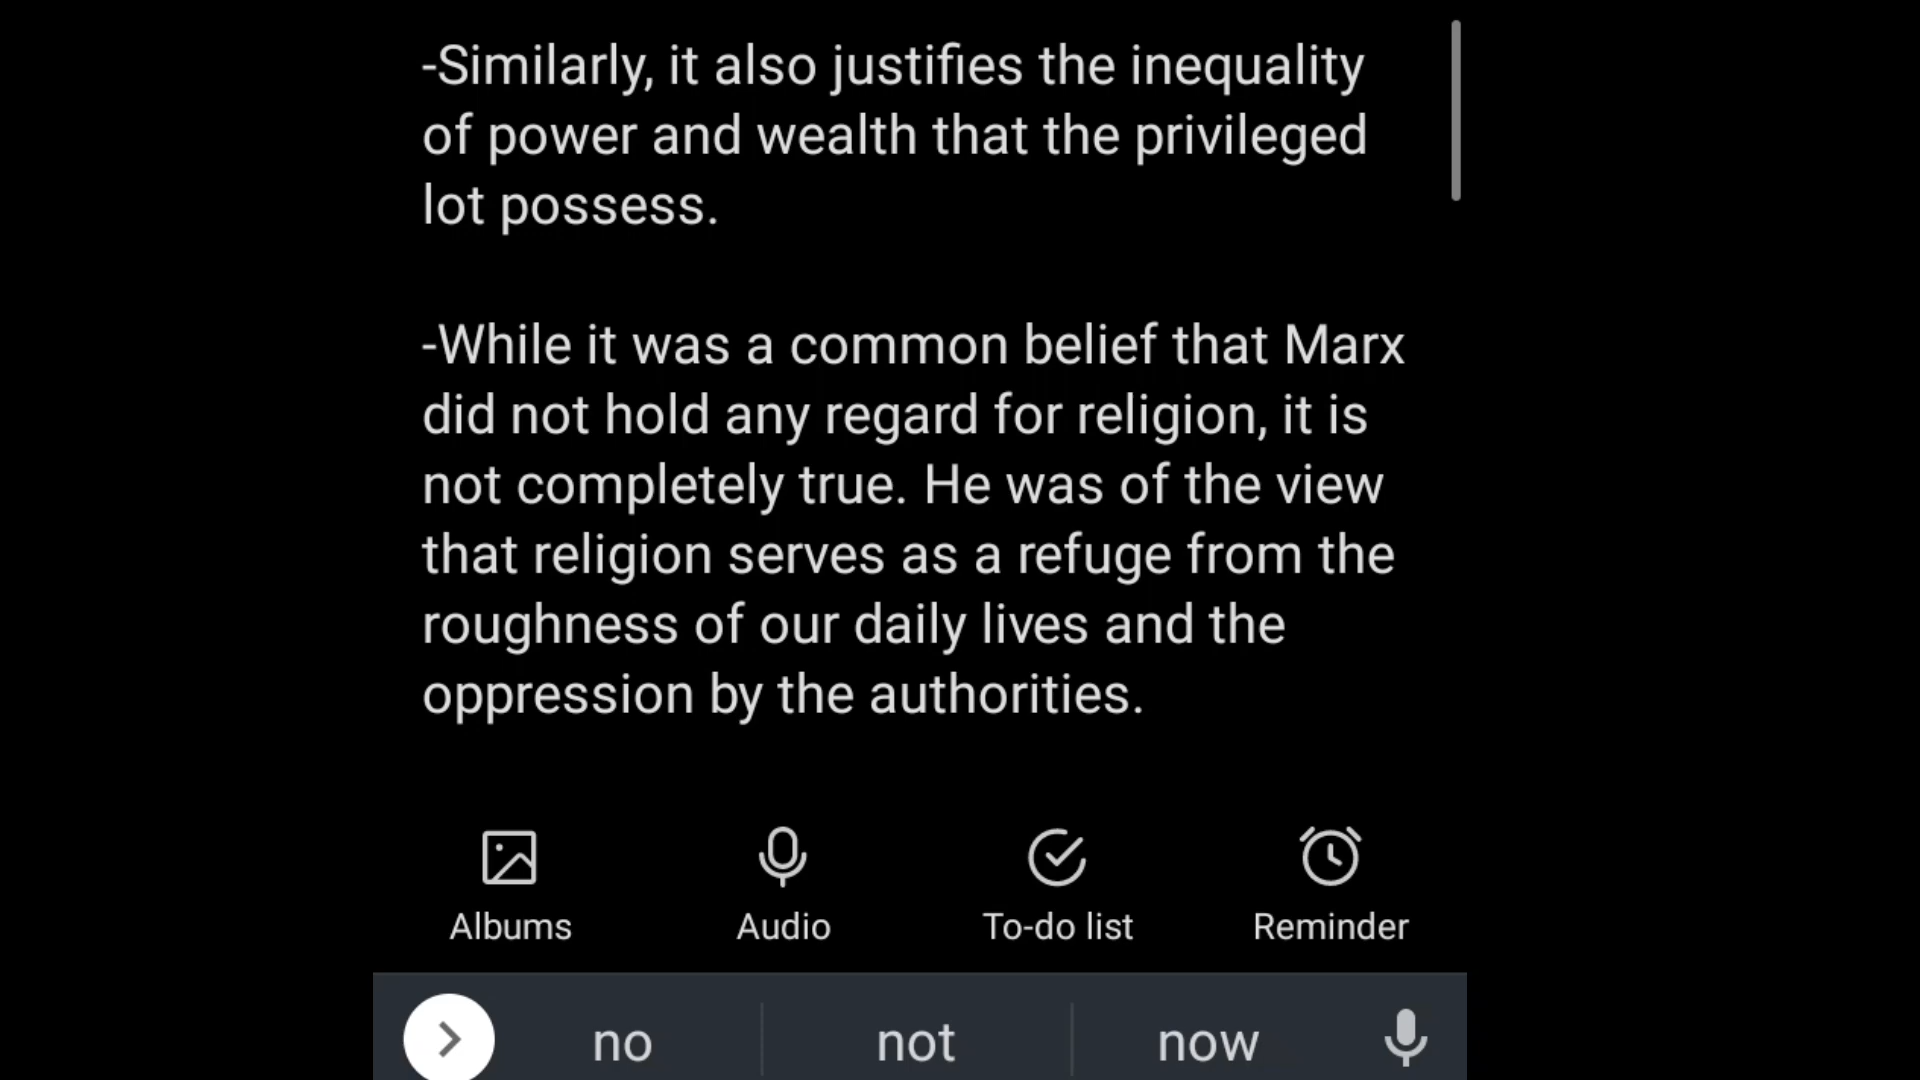 -Similarly, it also justifies the inequality
of power and wealth that the privileged
lot possess.
-While it was a common belief that Marx
did not hold any regard for religion, it is
not completely true. He was of the view
that religion serves as a refuge from the
roughness of our daily lives and the
oppression by the authorities.
Albums Audio To-do list Reminder
no not now